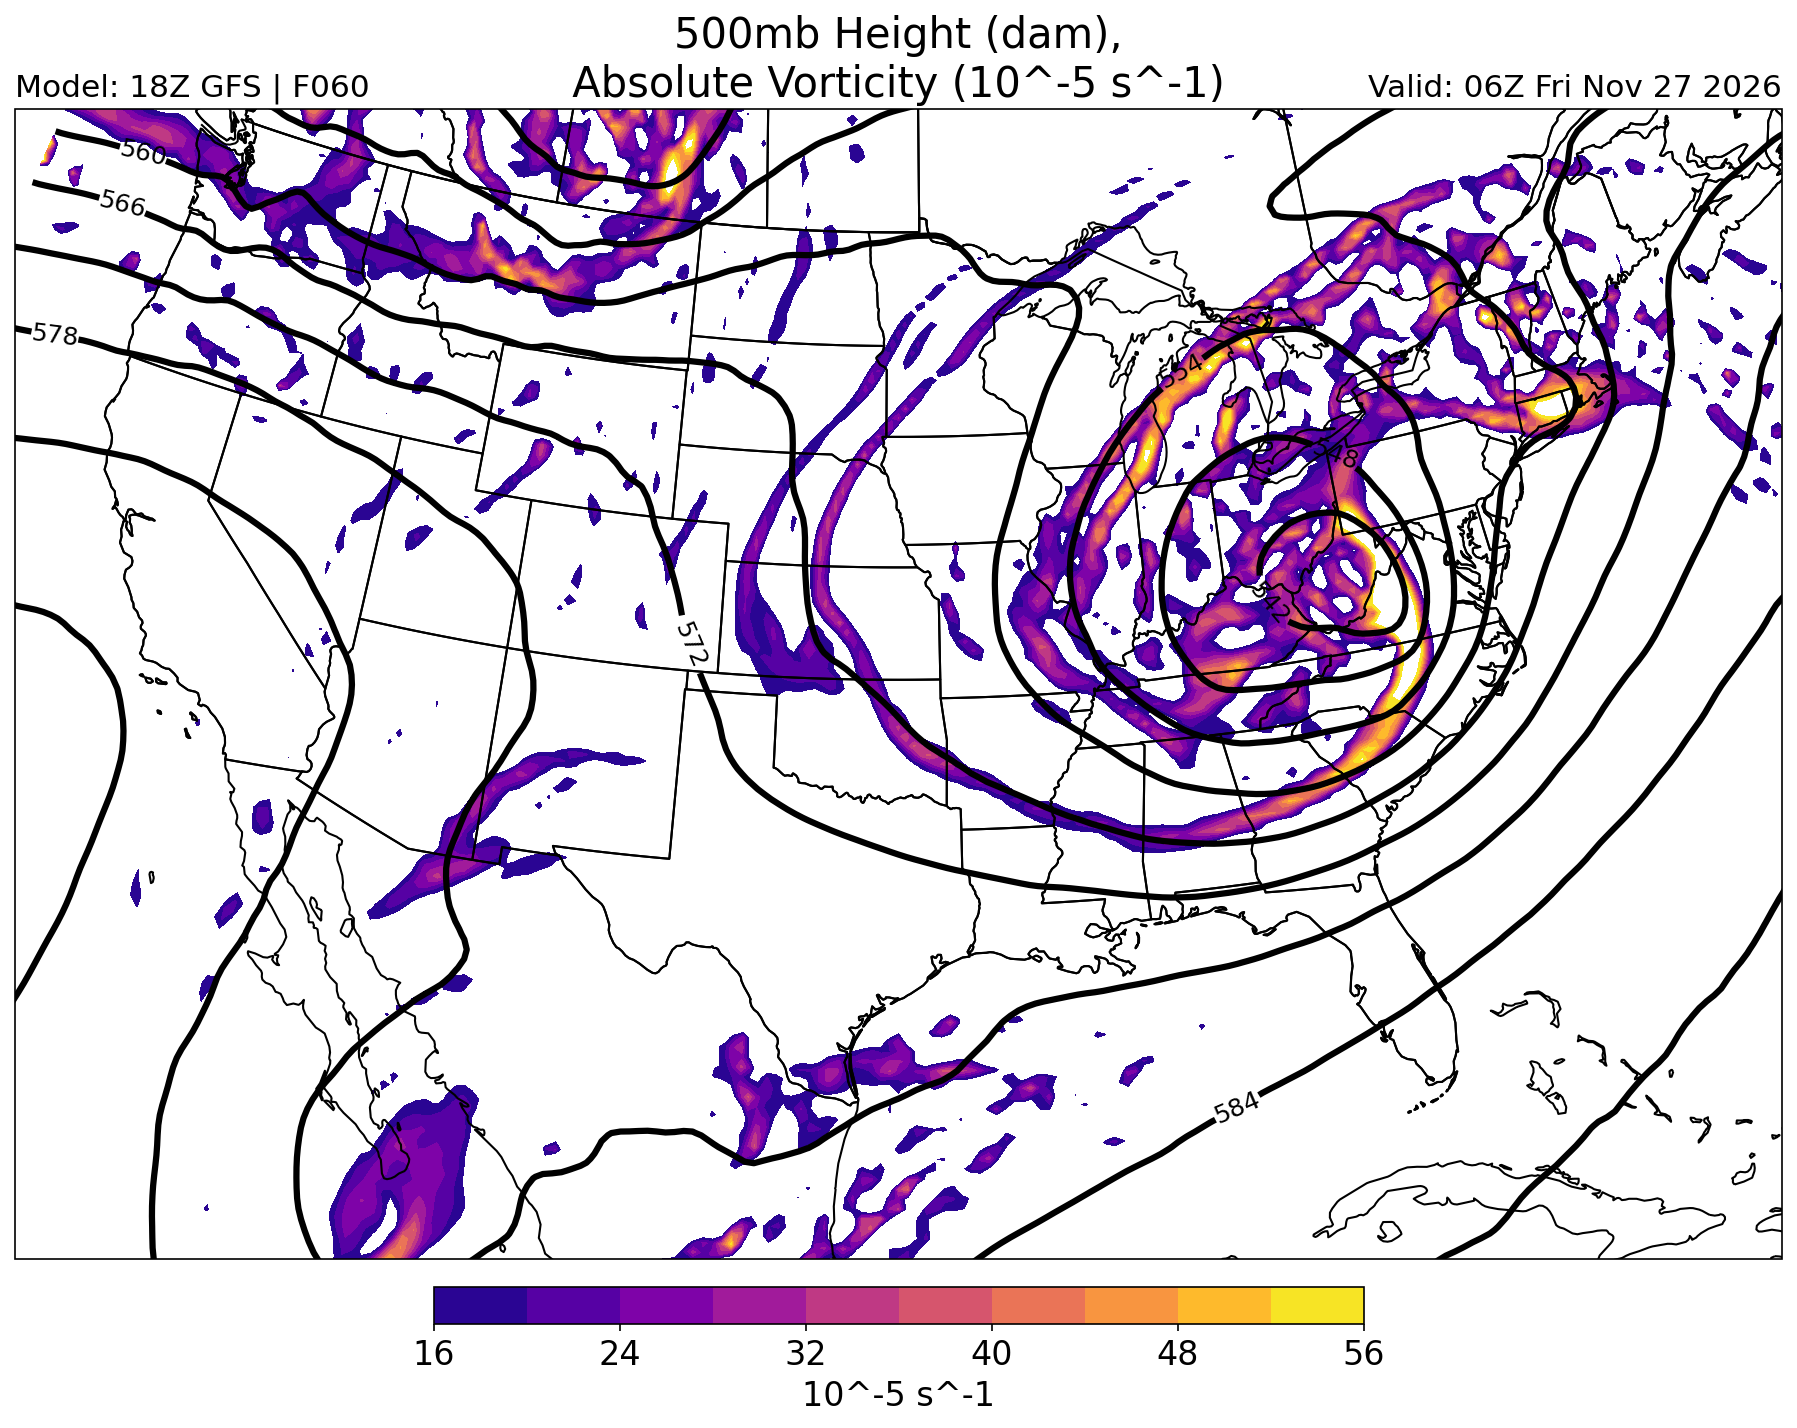 500mb Height (dam),
Absolute Vorticity (10^-5 s^-1)
Model: 18Z GFS | F060
Valid: 06Z Fri Nov 27 2026
560
566
578
554
548
542
572
584
16 24 32 40 48 56
10^-5 s^-1